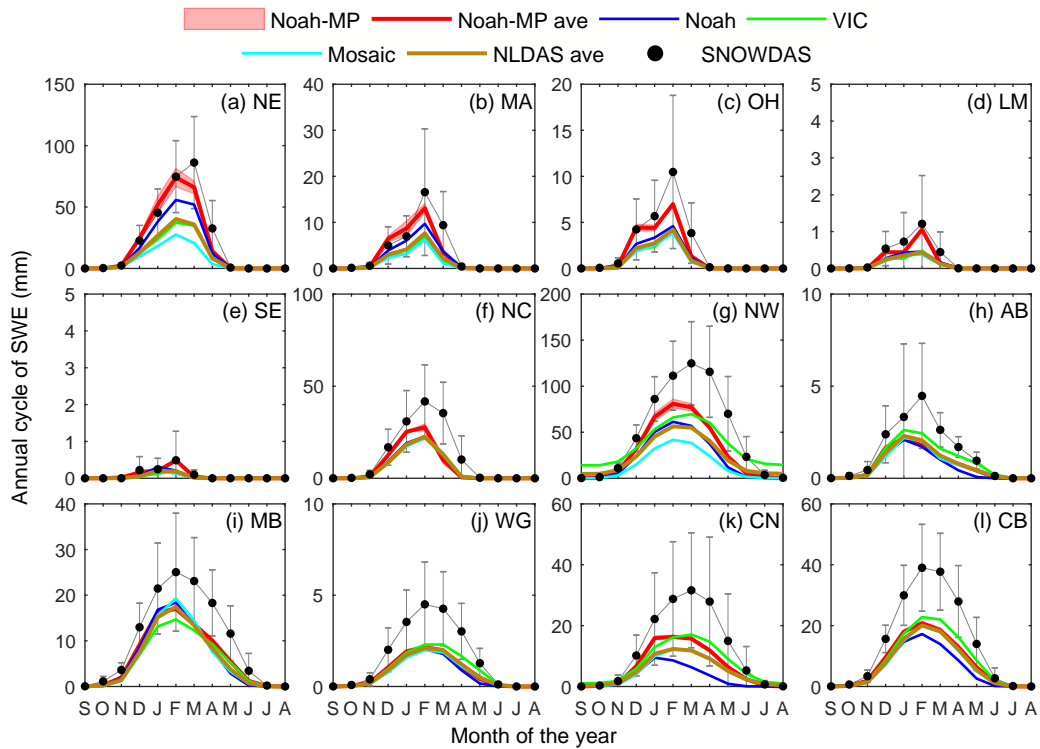 Noah-MP Noah-MP ave Noah VIC
Mosaic NLDAS ave SNOWDAS
Annual cycle of SWE (mm)
(a) NE
150
100
50
0
(b) MA
40
30
20
10
0
(c) OH
20
15
10
5
0
(d) LM
5
4
3
2
1
0
(e) SE
5
4
3
2
1
0
(f) NC
100
50
0
(g) NW
200
150
100
50
0
(h) AB
10
5
0
(i) MB
40
30
20
10
0
S O N D J F M A M J J A
(j) WG
10
5
0
S O N D J F M A M J J A
(k) CN
60
40
20
0
S O N D J F M A M J J A
(l) CB
60
40
20
0
S O N D J F M A M J J A
Month of the year